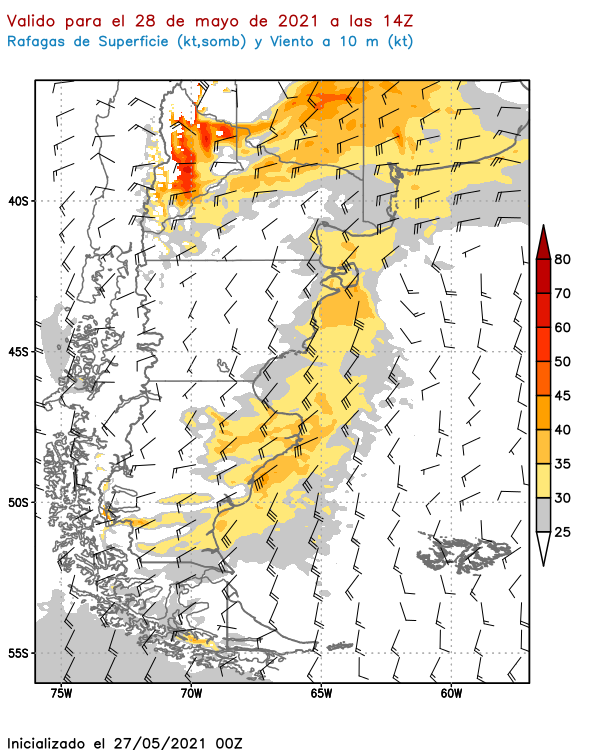 Valido para el 28 de mayo de 2021 a las 14Z
Rafagas de Superficie (kt,somb) y Viento a 10 m (kt)
40S
45S
50S
55S
75W 70W 65W 60W
80
70
60
50
45
40
35
30
25
Inicializado el 27/05/2021 00Z